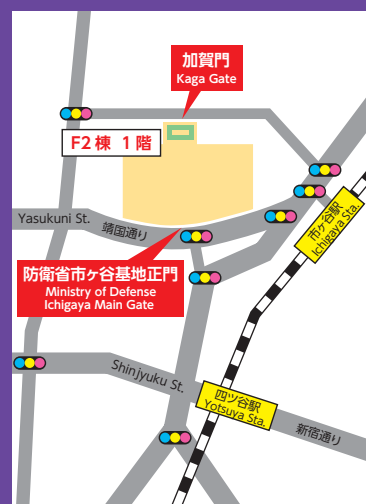 加賀門
Kaga Gate
F2棟 1階
Yasukuni St.
靖国通り
市ヶ谷駅
Ichigaya Sta.
防衛省市ヶ谷基地正門
Ministry of Defense
Ichigaya Main Gate
Shinjyuku St.
四ツ谷駅
Yotsuya Sta.
新宿通り